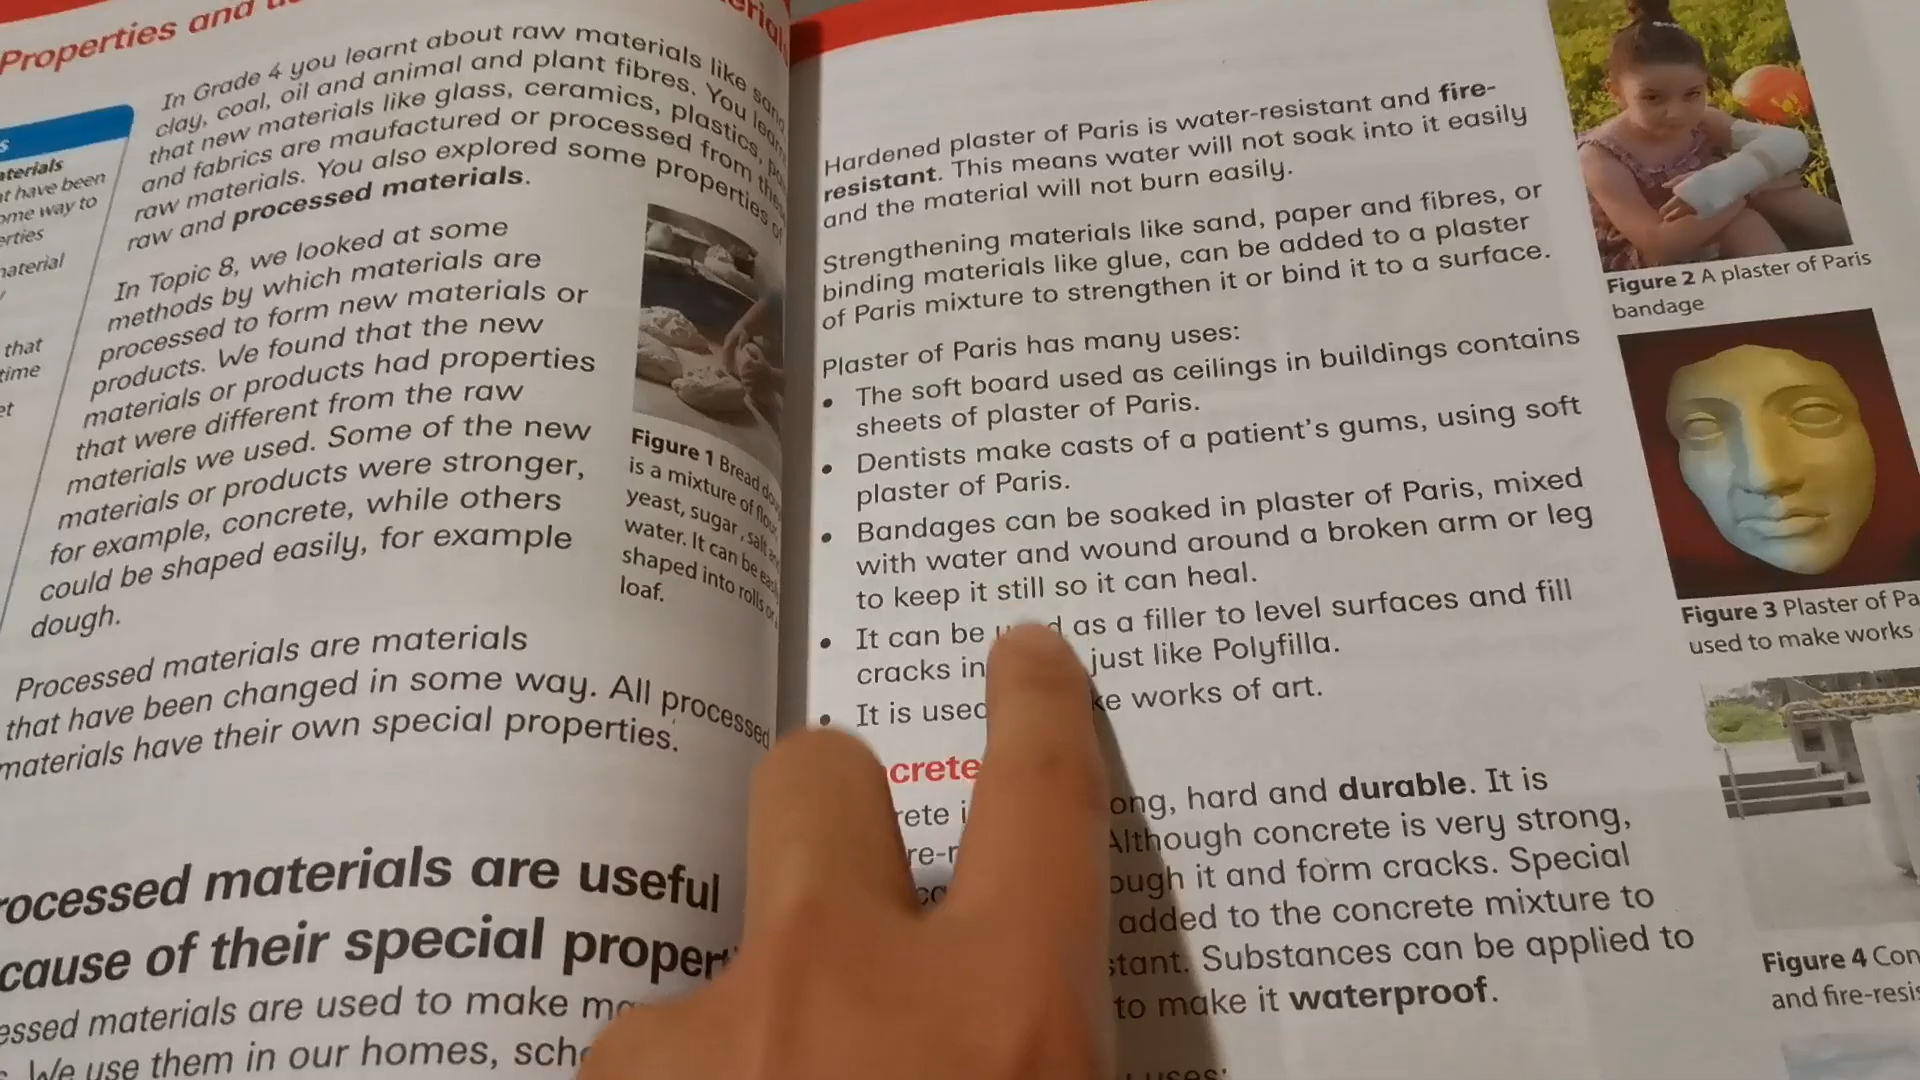 Properties and
In Grade 4 you learnt about raw materials like sand,
clay, coal, oil and animal and plant fibres. You
that new materials like glass, ceramics, plastics,
and fabrics are maufactured or processed from
raw materials. You also explored some properties of
raw and processed materials.
In Topic 8, we looked at some
methods by which materials are
processed to form new materials or
products. We found that the new
materials or products had properties
that were different from the raw
materials we used. Some of the new
materials or products were stronger,
for example, concrete, while others
could be shaped easily, for example
dough.
Processed materials are materials
that have been changed in some way. All processed
materials have their own special properties.
Figure 1 Bread
is a mixture of
yeast, sugar, salt
water. It can be
shaped into rolls
loaf.
have been
way to
material
that
time
are useful
of their special
materials are used to make
We use them in our homes,
Hardened plaster of Paris is water-resistant and fire-
resistant. This means water will not soak into it easily
and the material will not burn easily.
Strengthening materials like sand, paper and fibres, or
binding materials like glue, can be added to a plaster
of Paris mixture to strengthen it or bind it to a surface.
Plaster of Paris has many uses:
• The soft board used as ceilings in buildings contains
sheets of plaster of Paris.
• Dentists make casts of a patient's gums, using soft
plaster of Paris.
• Bandages can be soaked in plaster of Paris, mixed
with water and wound around a broken arm or leg
to keep it still so it can heal.
• It can be used as a filler to level surfaces and fill
cracks in just like Polyfilla.
• It is used works of art.
crete
hard and durable. It is
Although concrete is very strong,
it and form cracks. Special
added to the concrete mixture to
Substances can be applied to
to make it waterproof.
uses:
Figure 2 A plaster of Paris
bandage
Figure 3 Plaster of
used to make works
Figure 4
and